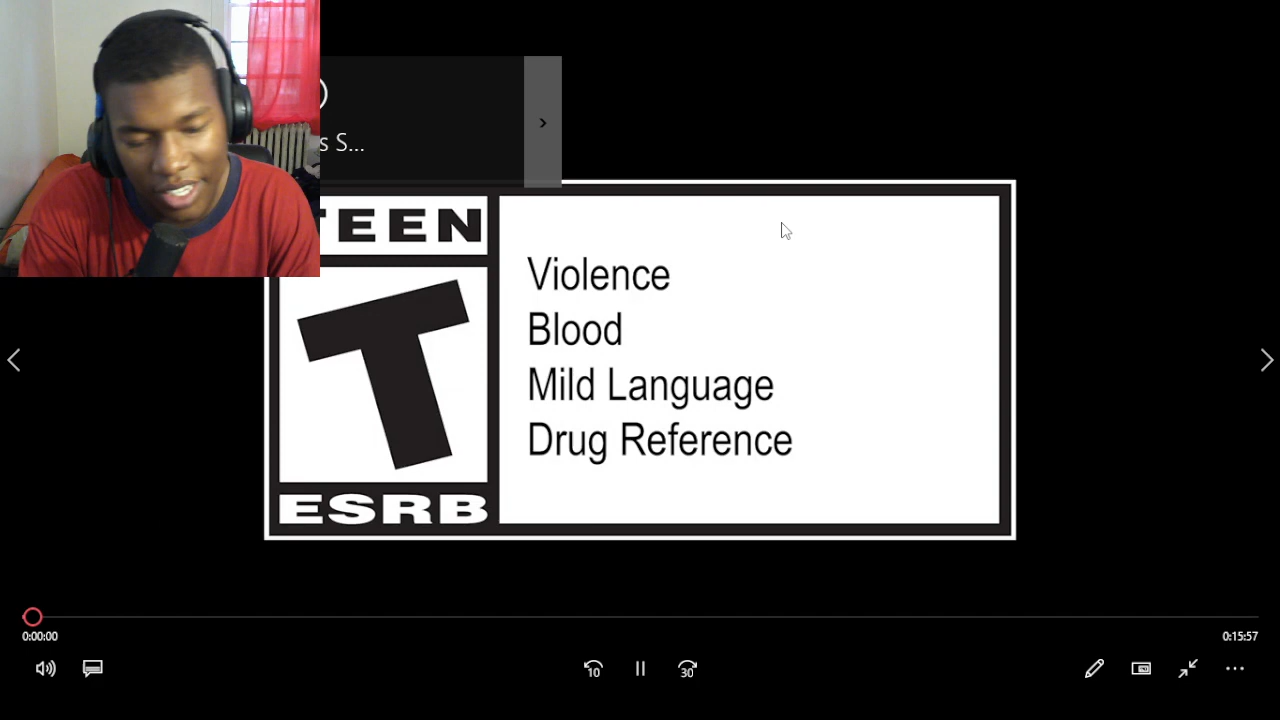 s S...
TEEN
T
ESRB
Violence
Blood
Mild Language
Drug Reference
0:00:00
0:15:57
10
30